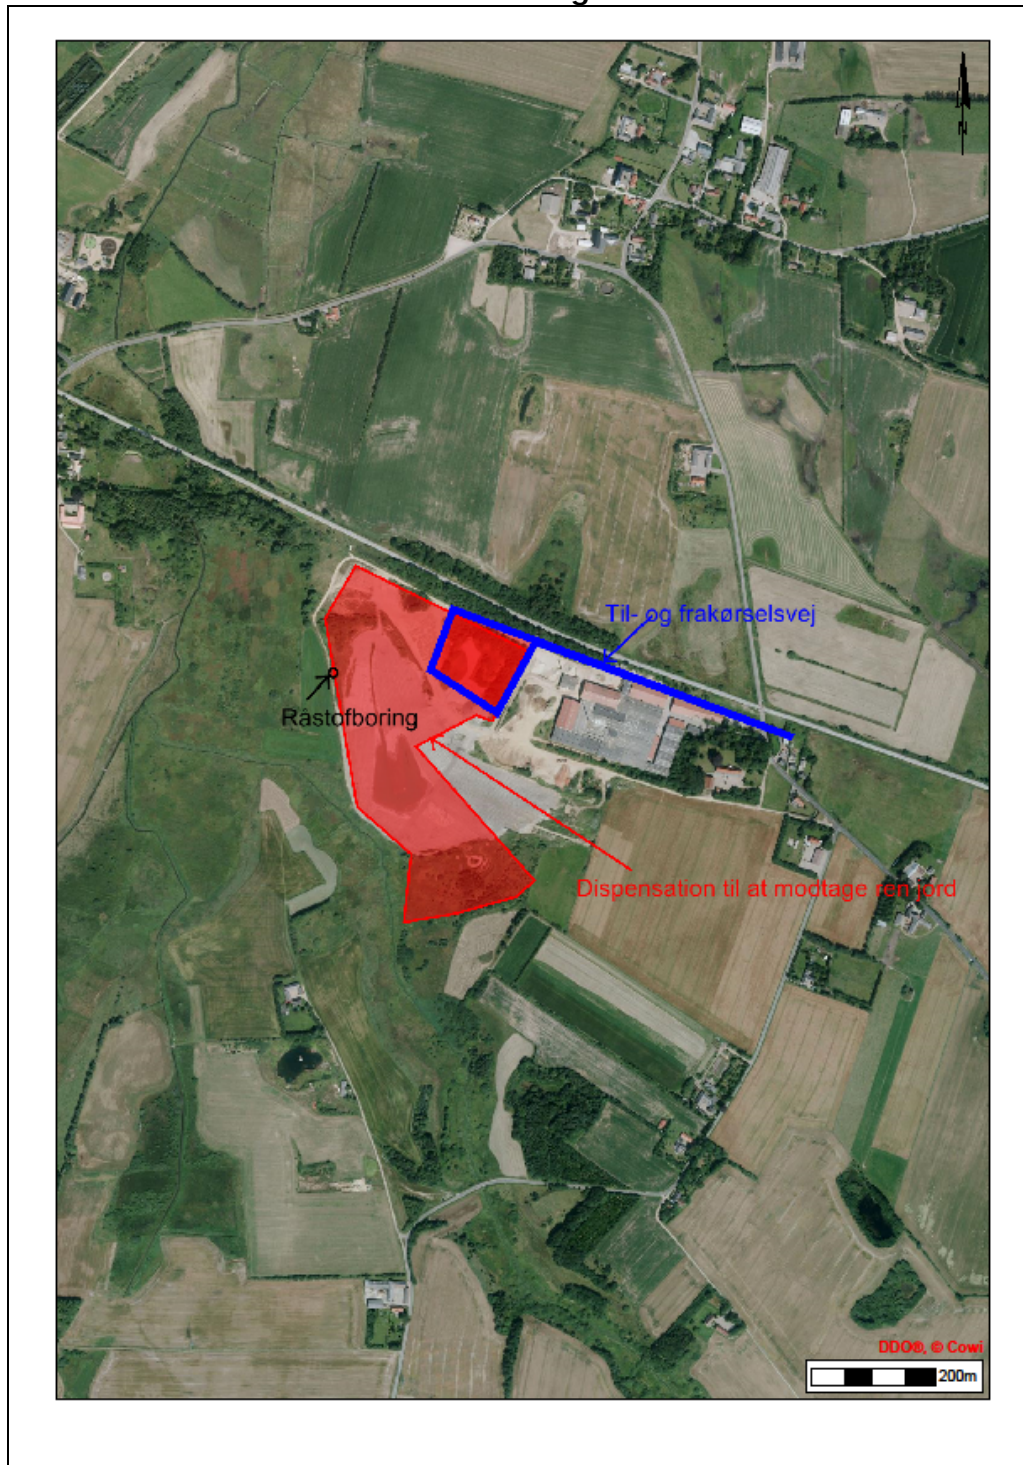 N
Til- og frakørselsvej
Råstofboring
Dispensation til at modtage ren jord
DDO®, © Cowi
200m